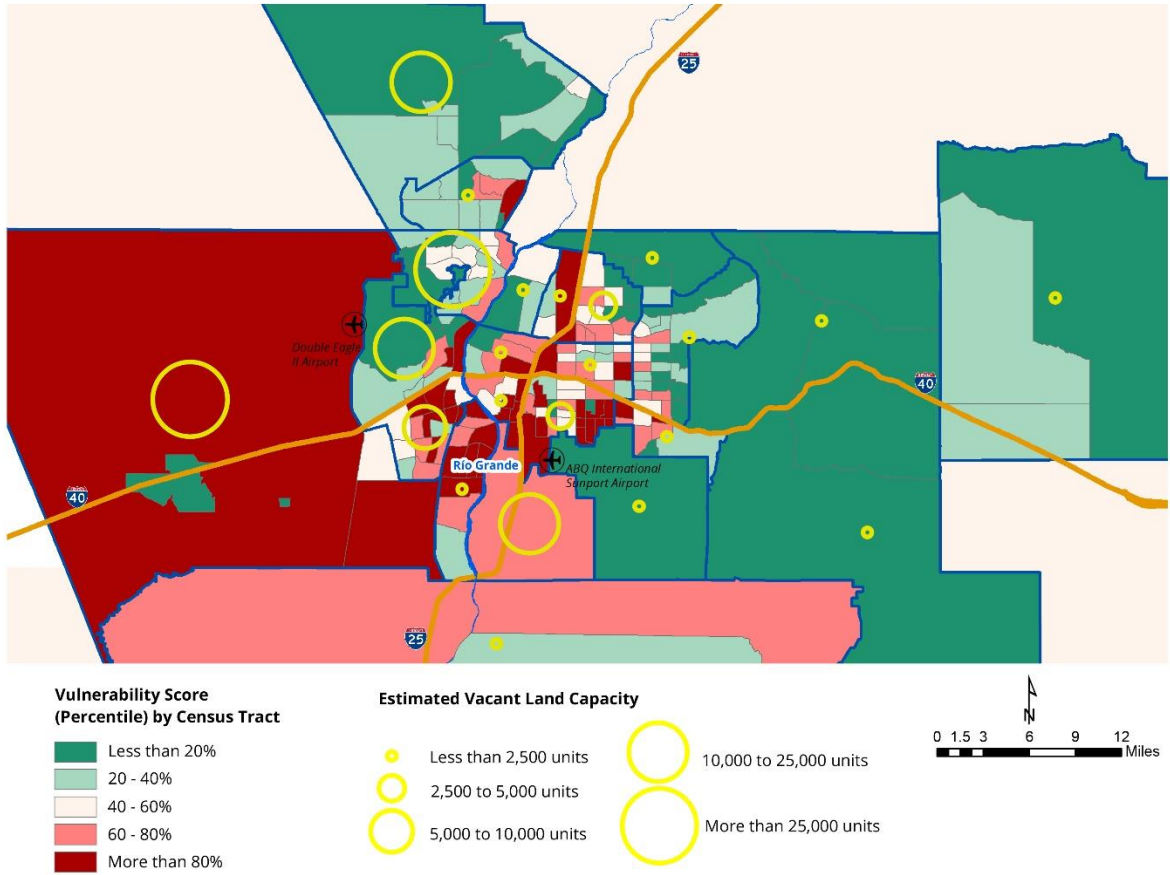 25
Double Eagle
II Airport
40
Río Grande
ABQ International
Sunport Airport
40
25
Vulnerability Score
(Percentile) by Census Tract
Less than 20%
20 - 40%
40 - 60%
60 - 80%
More than 80%
Estimated Vacant Land Capacity
Less than 2,500 units
2,500 to 5,000 units
5,000 to 10,000 units
10,000 to 25,000 units
More than 25,000 units
N
0 1.5 3 6 9 12
Miles